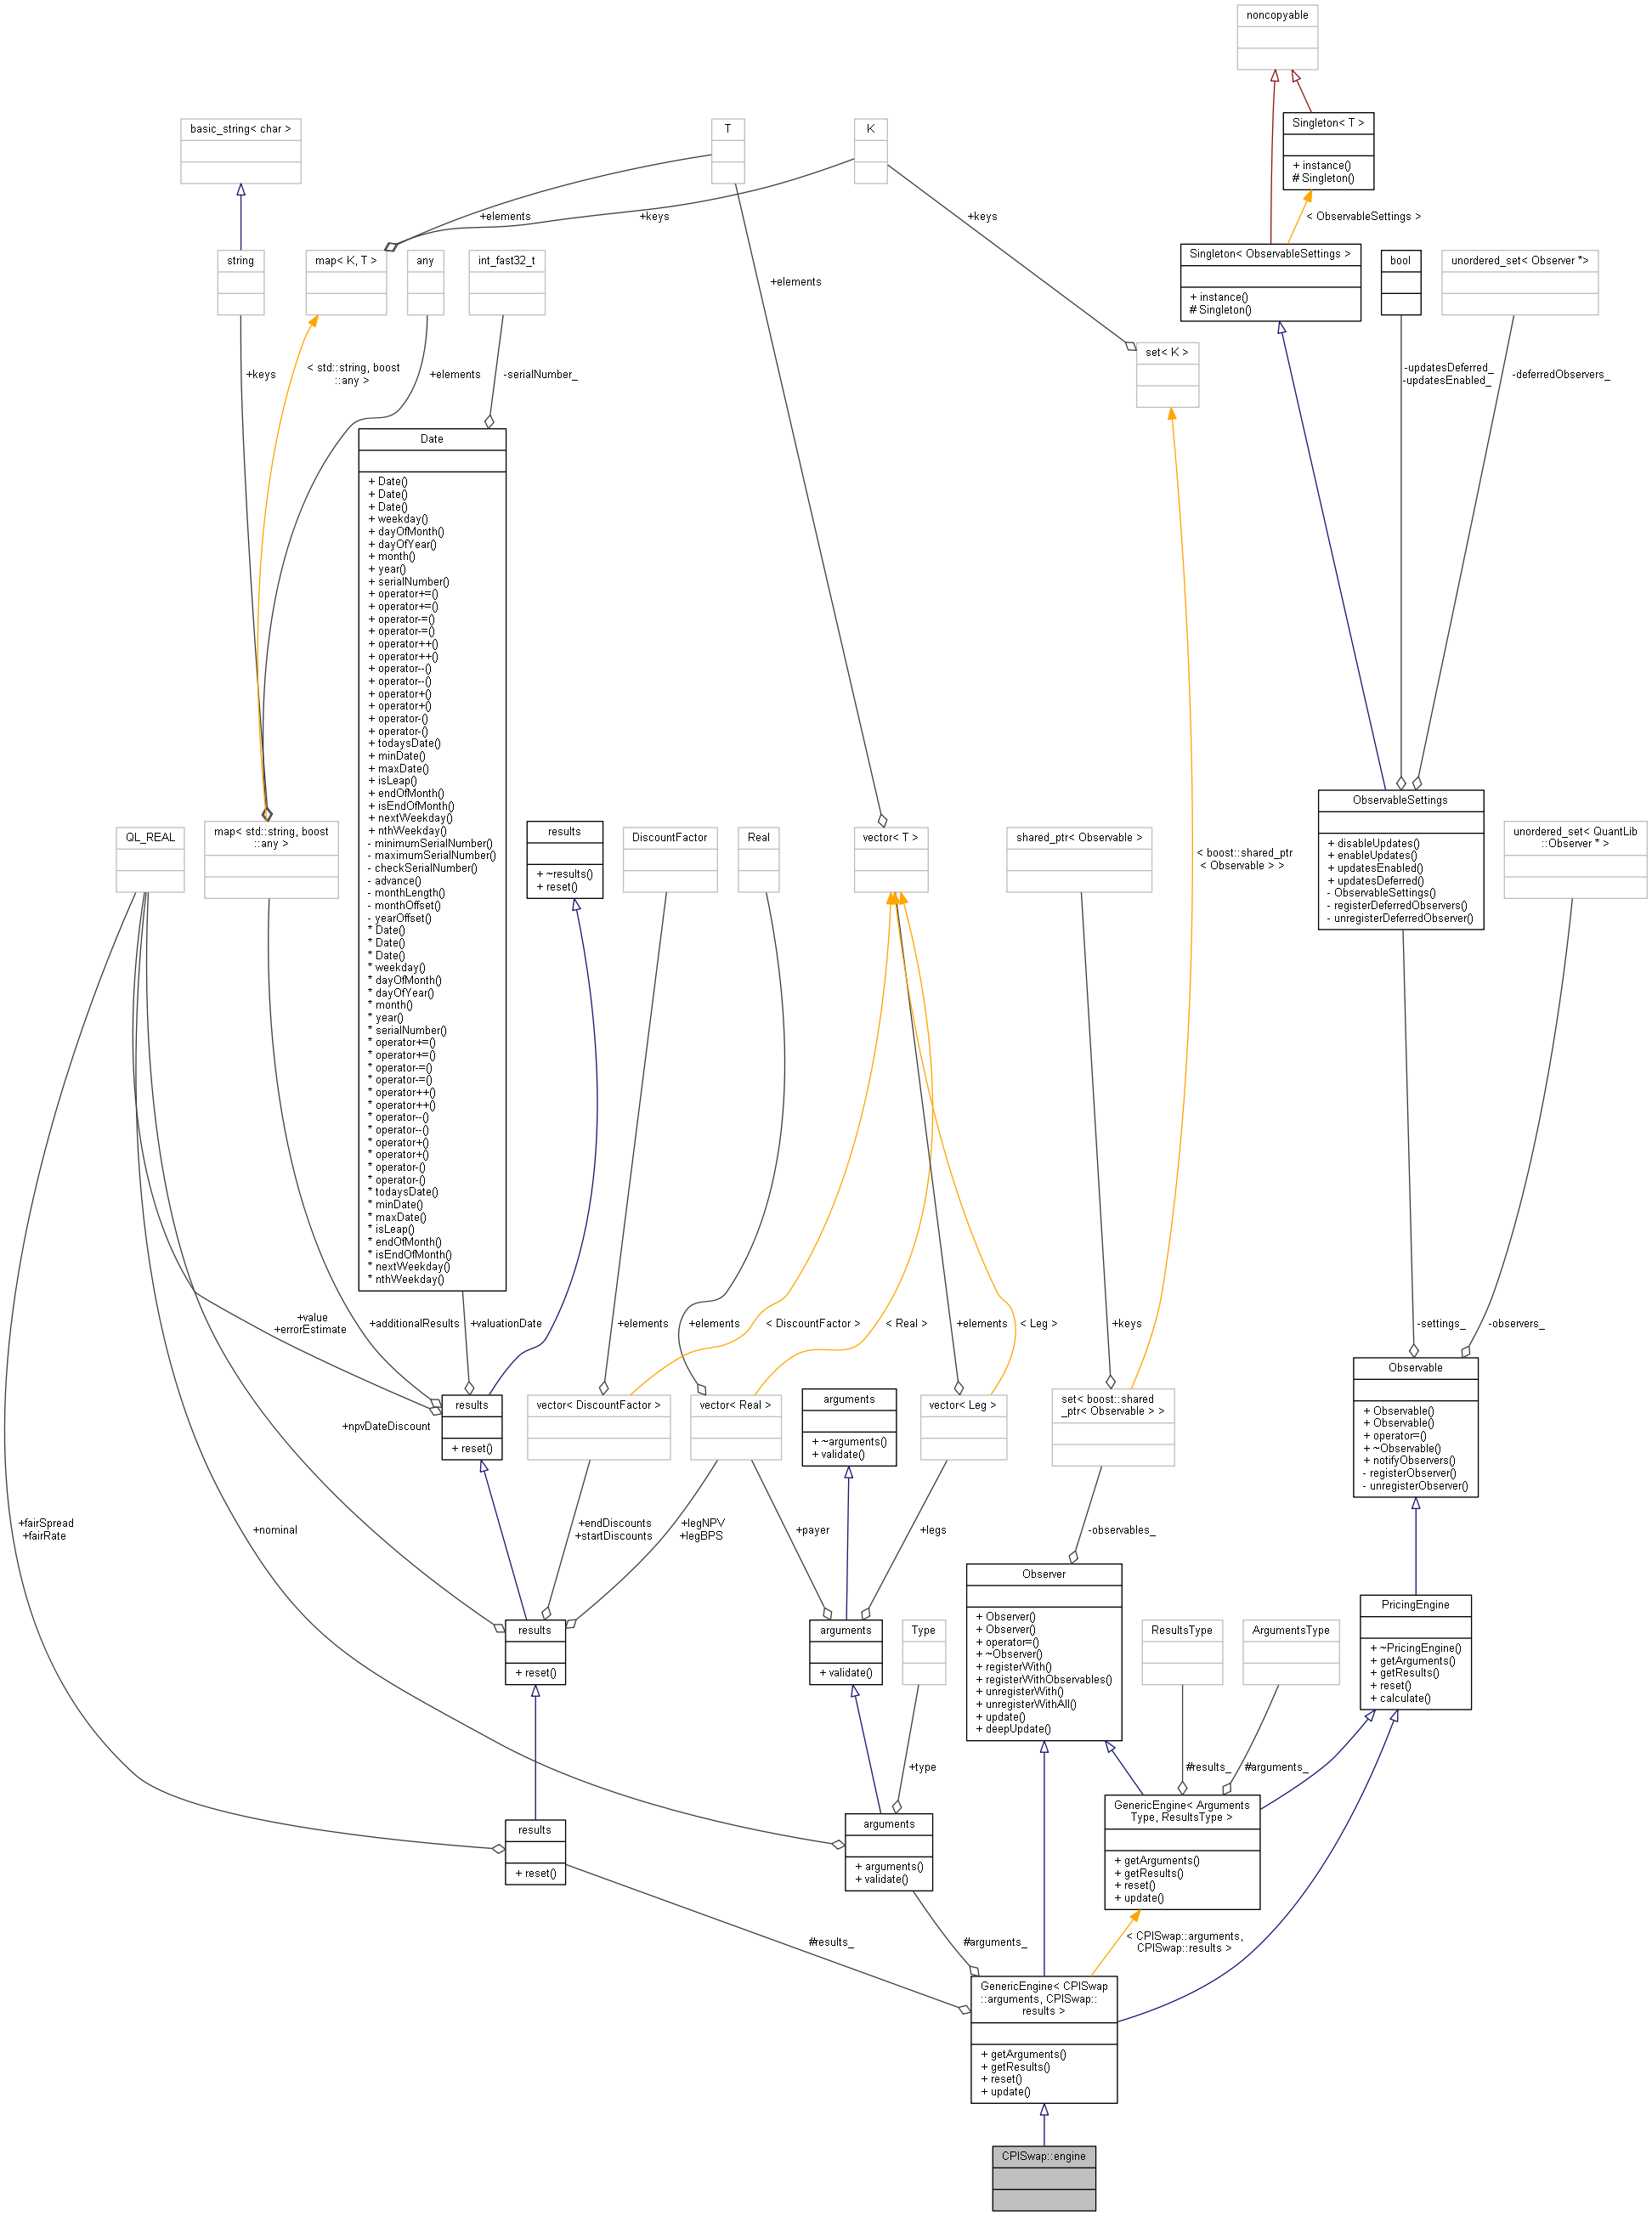 noncopyable
basic_string< char >
T
K
Singleton< T >
+ instance()
# Singleton()
+elements
+keys
+keys
< ObservableSettings >
string
map< K, T >
any
int_fast32_t
Singleton< ObservableSettings >
+ instance()
# Singleton()
bool
unordered_set< Observer *>
+elements
set< K >
+keys
< std::string, boost
::any >
+elements
-serialNumber_
-updatesDeferred_
-updatesEnabled_
-deferredObservers_
Date
+ Date()
+ Date()
+ Date()
+ weekday()
+ dayOfMonth()
+ dayOfYear()
+ month()
+ year()
+ serialNumber()
+ operator+=()
+ operator+=()
+ operator-=()
+ operator-=()
+ operator++()
+ operator++()
+ operator--()
+ operator--()
+ operator+()
+ operator+()
+ operator-()
+ operator-()
+ todaysDate()
+ minDate()
+ maxDate()
+ isLeap()
+ endOfMonth()
+ isEndOfMonth()
+ nextWeekday()
+ nthWeekday()
- minimumSerialNumber()
- maximumSerialNumber()
- checkSerialNumber()
- advance()
- monthLength()
- monthOffset()
- yearOffset()
* Date()
* Date()
* Date()
* weekday()
* dayOfMonth()
* dayOfYear()
* month()
* year()
* serialNumber()
* operator+=()
* operator+=()
* operator-=()
* operator-=()
* operator++()
* operator++()
* operator--()
* operator--()
* operator+()
* operator+()
* operator-()
* operator-()
* todaysDate()
* minDate()
* maxDate()
* isLeap()
* endOfMonth()
* isEndOfMonth()
* nextWeekday()
* nthWeekday()
QL_REAL
map< std::string, boost
::any >
results
+ ~results()
+ reset()
DiscountFactor
Real
vector< T >
shared_ptr< Observable >
< boost::shared_ptr
< Observable > >
ObservableSettings
+ disableUpdates()
+ enableUpdates()
+ updatesEnabled()
+ updatesDeferred()
- ObservableSettings()
- registerDeferredObservers()
- unregisterDeferredObserver()
unordered_set< QuantLib
::Observer * >
+value
+errorEstimate
+additionalResults
+valuationDate
+elements
+elements
< DiscountFactor >
< Real >
+elements
< Leg >
+keys
-settings_
-observers_
+npvDateDiscount
results
+ reset()
vector< DiscountFactor >
vector< Real >
arguments
+ ~arguments()
+ validate()
vector< Leg >
set< boost::shared
_ptr< Observable > >
Observable
+ Observable()
+ Observable()
+ operator=()
+ ~Observable()
+ notifyObservers()
- registerObserver()
- unregisterObserver()
+fairSpread
+fairRate
+nominal
+endDiscounts
+startDiscounts
+legNPV
+legBPS
+payer
+legs
-observables_
results
+ reset()
arguments
+ validate()
Type
Observer
+ Observer()
+ Observer()
+ operator=()
+ ~Observer()
+ registerWith()
+ registerWithObservables()
+ unregisterWith()
+ unregisterWithAll()
+ update()
+ deepUpdate()
ResultsType
ArgumentsType
PricingEngine
+ ~PricingEngine()
+ getArguments()
+ getResults()
+ reset()
+ calculate()
+type
#results_
#arguments_
results
+ reset()
arguments
+ arguments()
+ validate()
GenericEngine< Arguments
Type, ResultsType >
+ getArguments()
+ getResults()
+ reset()
+ update()
#results_
#arguments_
< CPISwap::arguments,
CPISwap::results >
GenericEngine< CPISwap
::arguments, CPISwap::
results >
+ getArguments()
+ getResults()
+ reset()
+ update()
CPISwap::engine